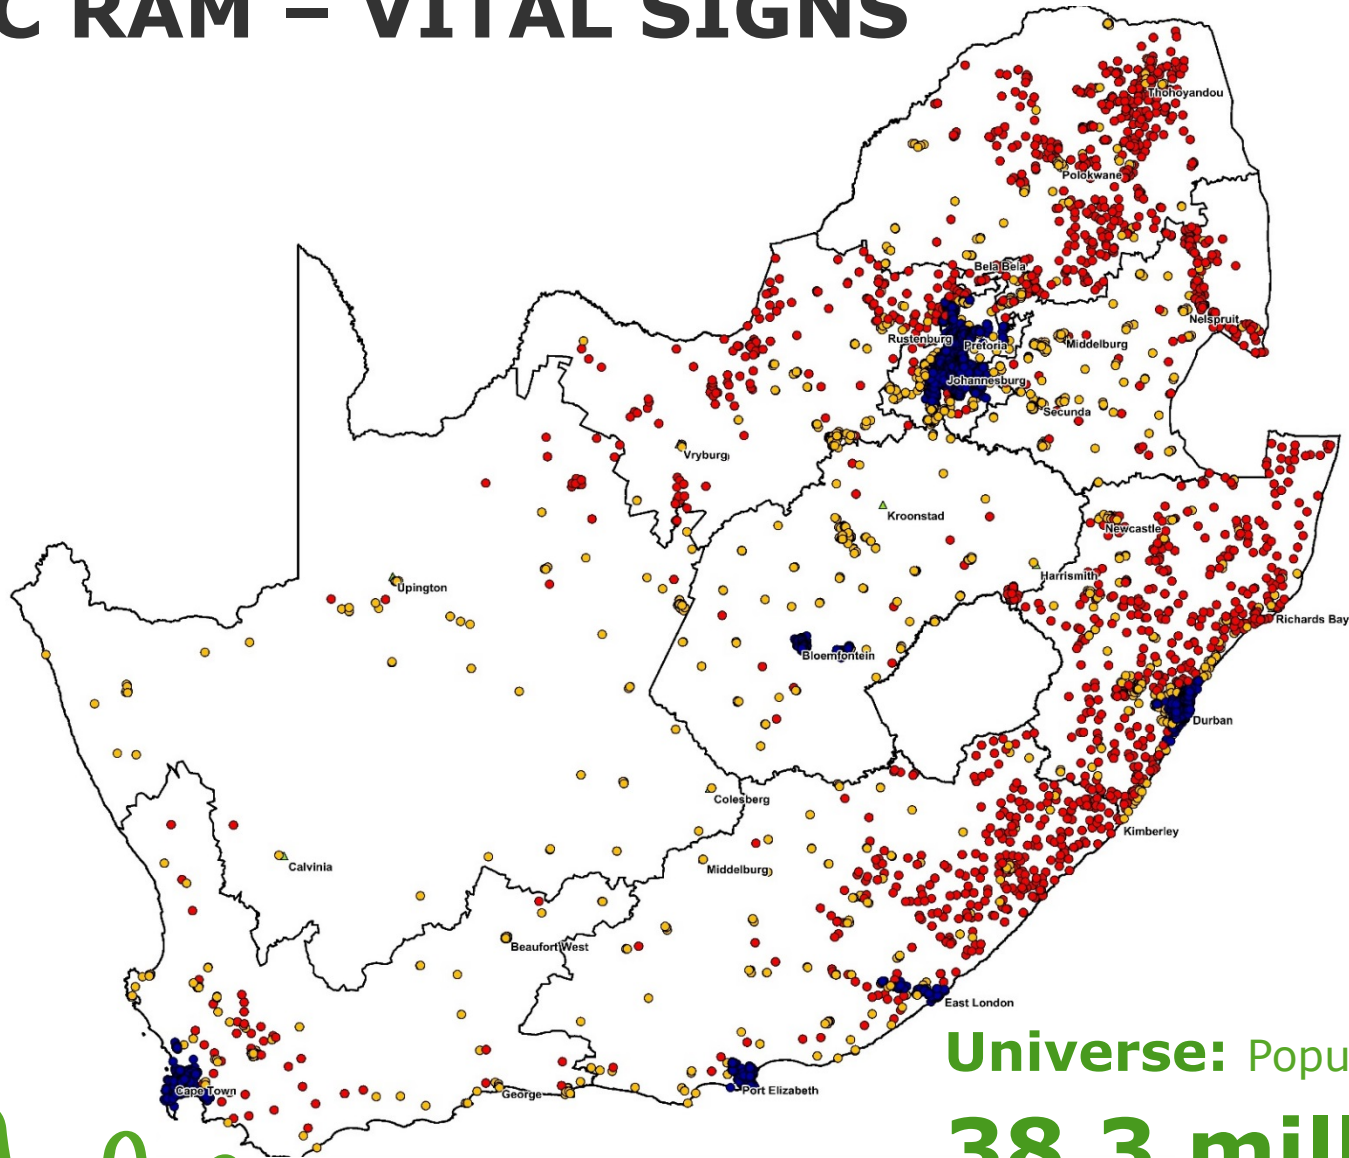 C RAM – VITAL SIGNS
Thohoyandou
Polokwane
Bela Bela
Nelspruit
Rustenburg
Pretoria
Middelburg
Johannesburg
Secunda
Vryburg
Kroonstad
Newcastle
Harrismith
Upington
Richards Bay
Bloemfontein
Durban
Colesberg
Kimberley
Calvinia
Middelburg
Beaufort West
East London
Universe: Popu
Cape Town
George
Port Elizabeth
38.3 mill